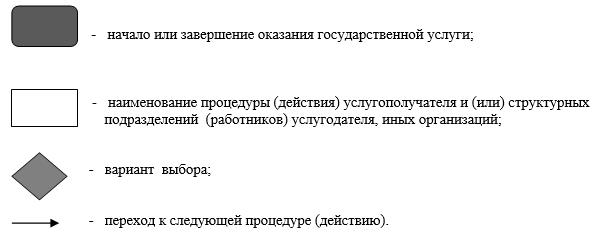 - начало или завершение оказания государственной услуги;
- наименование процедуры (действия) услугополучателя и (или) структурных
подразделений (работников) услугодателя, иных организаций;
- вариант выбора;
- переход к следующей процедуре (действию).